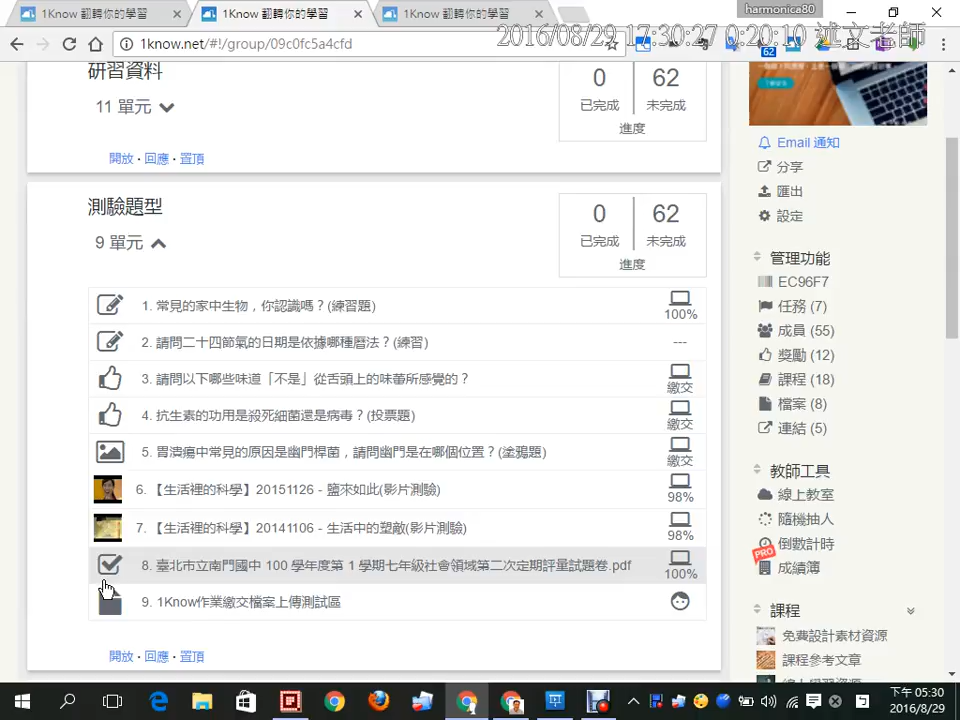 1Know 翻轉你的學習
1Know 翻轉你的學習
1Know 翻轉你的學習
harmonica80
1know.net/#!/group/09c0fc5a4cfd
2016/08/29 17:30:27 0:20:10 述文老師
62
研習資料
11 單元
0
已完成
62
未完成
進度
開放 · 回應 · 置頂
測驗題型
9 單元
0
已完成
62
未完成
進度
1. 常見的家中生物，你認識嗎？(練習題)
100%
2. 請問二十四節氣的日期是依據哪種曆法？(練習)
---
3. 請問以下哪些味道「不是」從舌頭上的味蕾所感覺的？
繳交
4. 抗生素的功用是殺死細菌還是病毒？(投票題)
繳交
5. 胃潰瘍中常見的原因是幽門桿菌，請問幽門是在哪個位置？(塗鴉題)
繳交
6. 【生活裡的科學】20151126 - 鹽來如此(影片測驗)
98%
7. 【生活裡的科學】20141106 - 生活中的塑敵(影片測驗)
98%
8. 臺北市立南門國中 100 學年度第 1 學期七年級社會領域第二次定期評量試題卷.pdf
100%
9. 1Know作業繳交檔案上傳測試區
開放 · 回應 · 置頂
Email 通知
分享
匯出
設定
管理功能
EC96F7
任務 (7)
成員 (55)
獎勵 (12)
課程 (18)
檔案 (8)
連結 (5)
教師工具
線上教室
隨機抽人
倒數計時
PRO
成績簿
課程
免費設計素材資源
課程參考文章
下午 05:30
2016/8/29